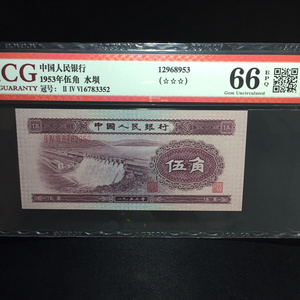 CG
GUARANTY
中国人民银行
1953年伍角 水坝
冠号: II IV VI 6783352
12968953
(☆☆☆)
66 EPQ
Gem Uncirculated
中国人民银行
伍角